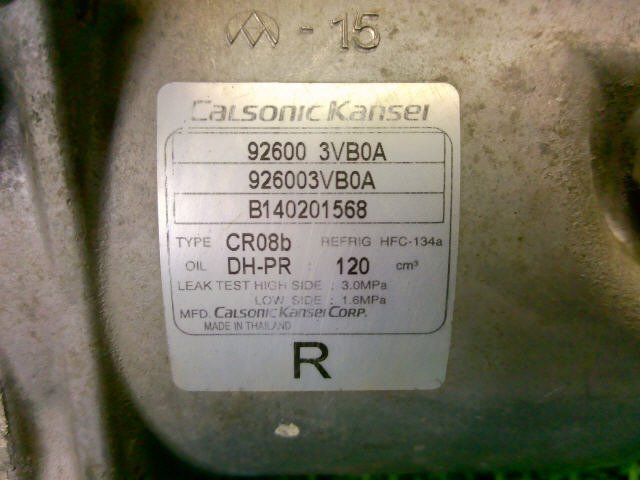 - 15
Calsonic Kansei
92600 3VB0A
926003VB0A
B140201568
TYPE CR08b REFRIG HFC-134a
OIL DH-PR : 120 cm³
LEAK TEST HIGH SIDE : 3.0MPa
LOW SIDE : 1.6MPa
MFD. Calsonic Kansei Corp.
MADE IN THAILAND
R